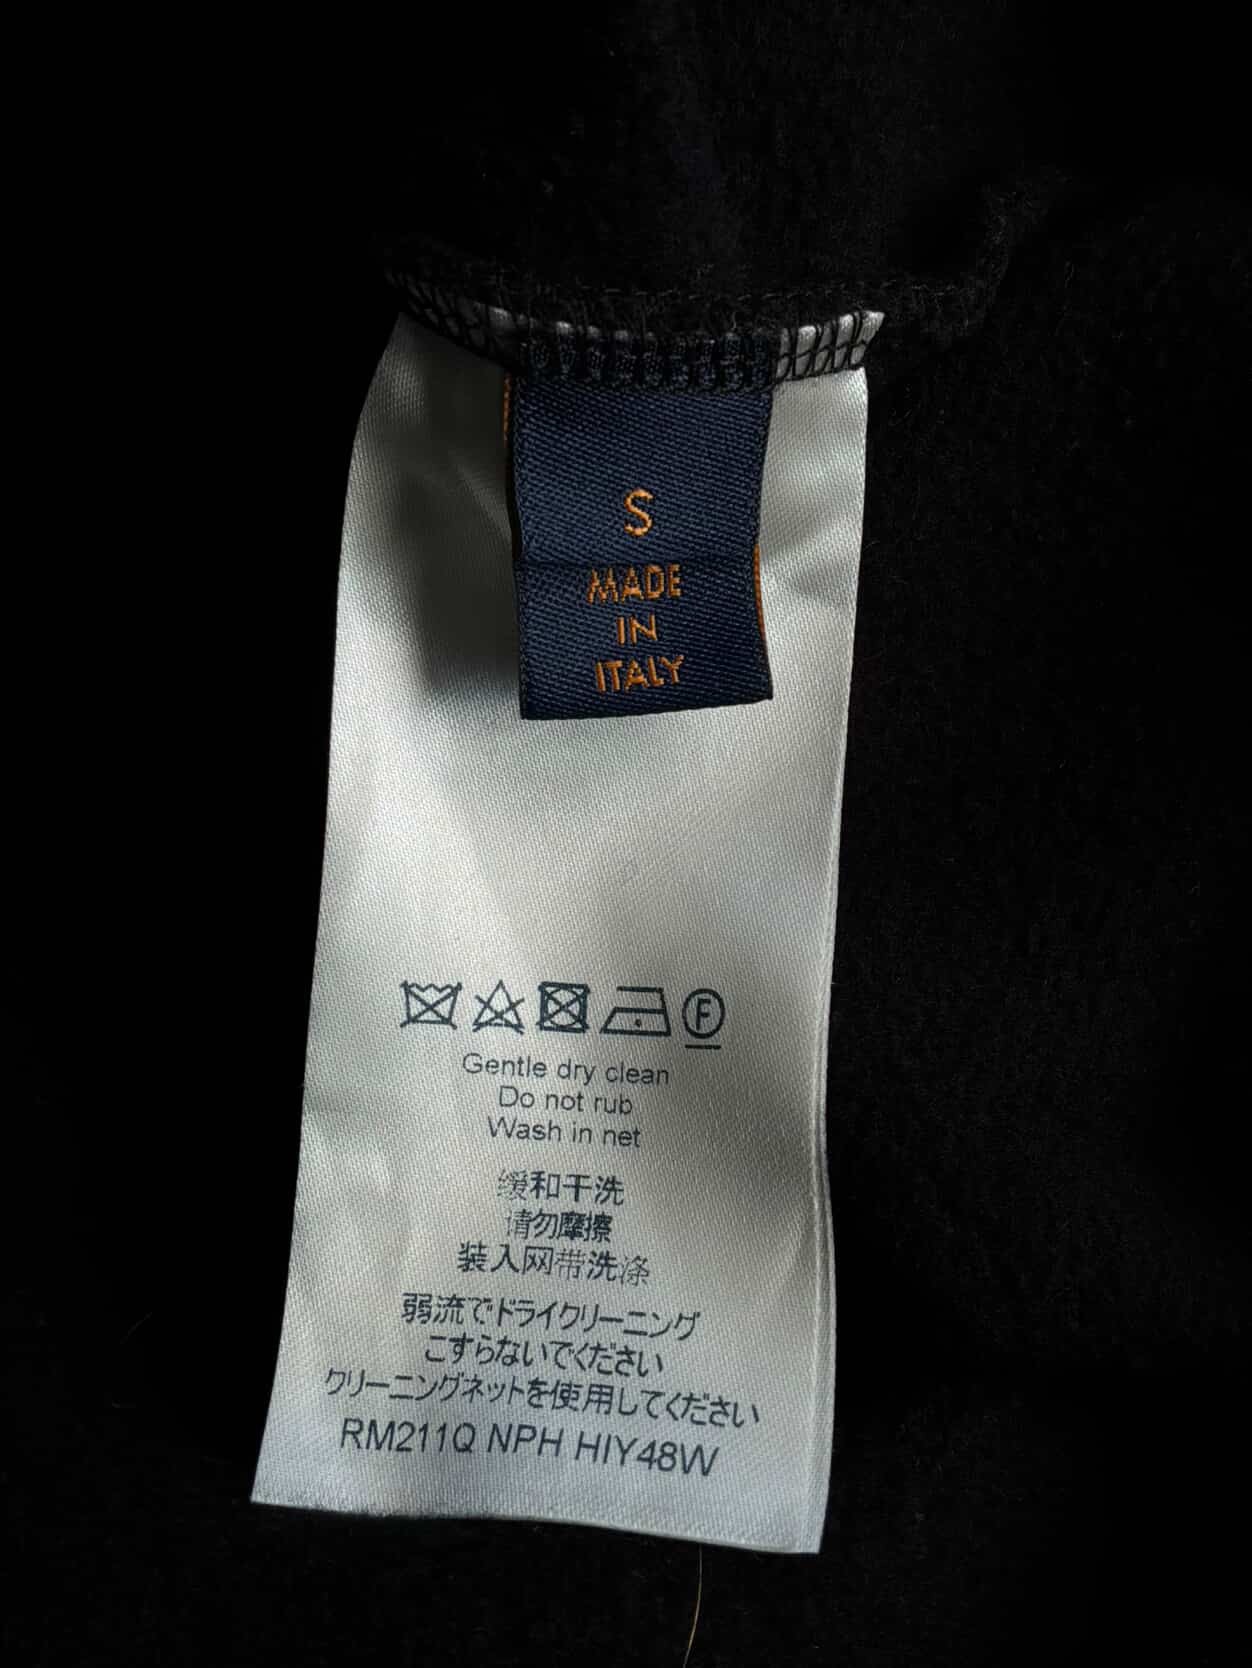 S
MADE
IN
ITALY
F
Gentle dry clean
Do not rub
Wash in net
缓和干洗
请勿摩擦
装入网带洗涤
弱流でドライクリーニング
こすらないでください
クリーニングネットを使用してください
RM211Q NPH HIY48W